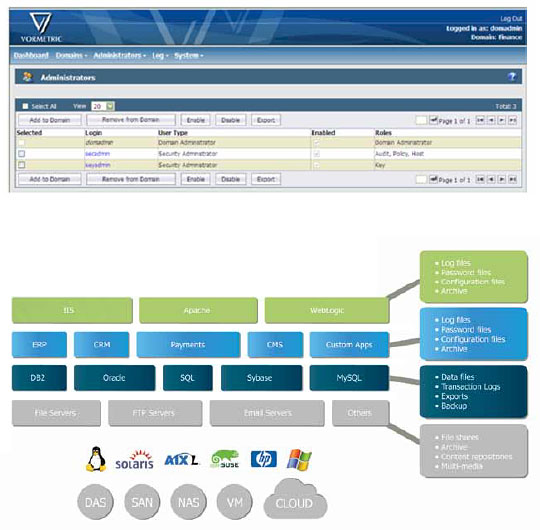 VORMETRIC
Log Out
Logged in as: domadmin
Domain: Finance
Dashboard Domains Administrators Log System
Administrators
?
Select All View 20 Total: 3
Add to Domain Remove from Domain Enable Disable Export Page 1 of 1
Selected Login User Type Enabled Roles
domadmin Domain Administrator Domain Administrator
secadmin Security Administrator Audit, Policy, Host
keyadmin Security Administrator Key
Add to Domain Remove from Domain Enable Disable Export Page 1 of 1
IIS Apache WebLogic
• Log files
• Password files
• Configuration files
• Archive
ERP CRM Payments CMS Custom Apps
• Log files
• Password files
• Configuration files
• Archive
DB2 Oracle SQL Sybase MySQL
• Data files
• Transaction Logs
• Exports
• Backup
File Servers FTP Servers Email Servers Others
• File shares
• Archive
• Content repositories
• Multi-media
solaris AIX L SUSE hp
DAS SAN NAS VM CLOUD